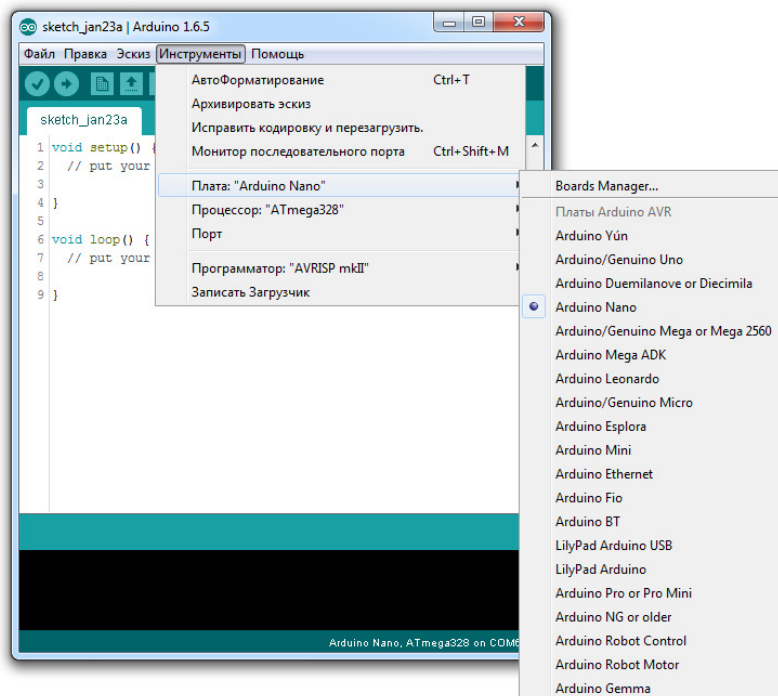 sketch_jan23a | Arduino 1.6.5
Файл Правка Эскиз Инструменты Помощь
sketch_jan23a
1 void setup() {
2 // put your
3
4 }
5
6 void loop() {
7 // put your
8
9 }
АвтоФорматирование Ctrl+T
Архивировать эскиз
Исправить кодировку и перезагрузить.
Монитор последовательного порта Ctrl+Shift+M
Плата: "Arduino Nano"
Процессор: "ATmega328"
Порт
Программатор: "AVRISP mkII"
Записать Загрузчик
Boards Manager...
Платы Arduino AVR
Arduino Yún
Arduino/Genuino Uno
Arduino Duemilanove or Diecimila
Arduino Nano
Arduino/Genuino Mega or Mega 2560
Arduino Mega ADK
Arduino Leonardo
Arduino/Genuino Micro
Arduino Esplora
Arduino Mini
Arduino Ethernet
Arduino Fio
Arduino BT
LilyPad Arduino USB
LilyPad Arduino
Arduino Pro or Pro Mini
Arduino NG or older
Arduino Robot Control
Arduino Robot Motor
Arduino Gemma
Arduino Nano, ATmega328 on